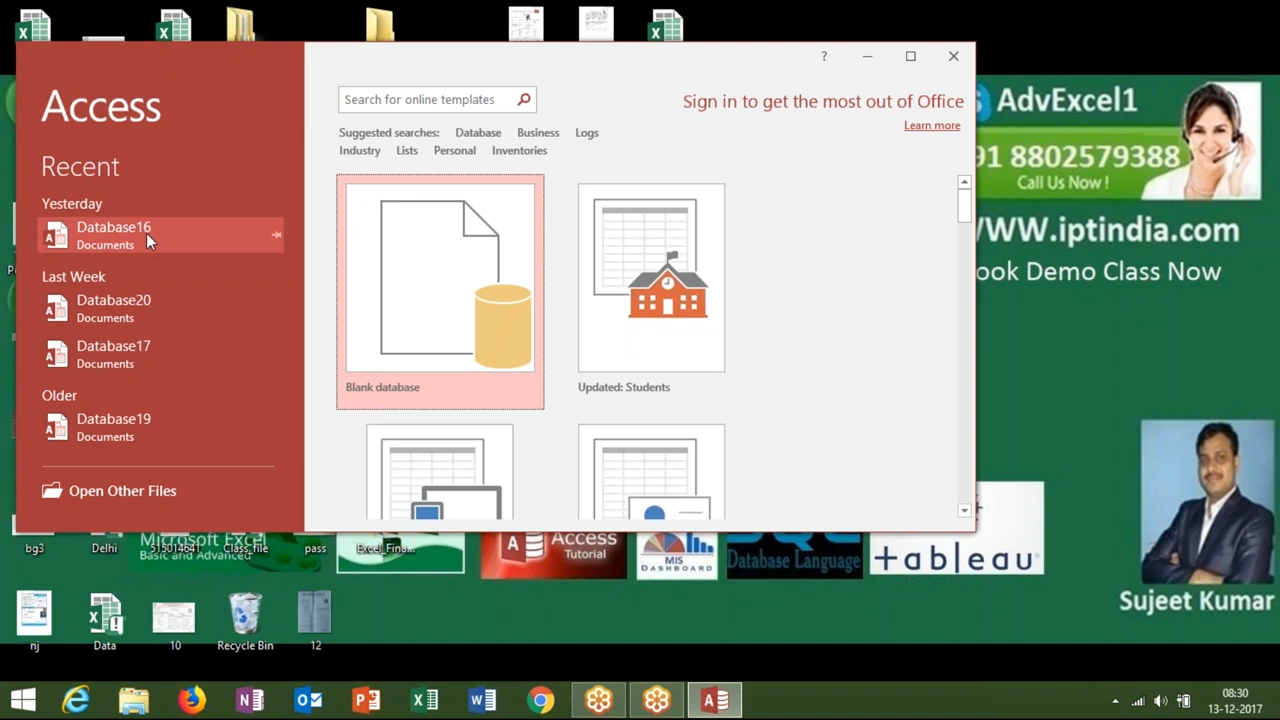 Access
Recent
Yesterday
Database16
Documents
Last Week
Database20
Documents
Database17
Documents
Older
Database19
Documents
Open Other Files
?
Search for online templates
Suggested searches: Database Business Logs
Industry Lists Personal Inventories
Sign in to get the most out of Office
Learn more
Blank database
Updated: Students
AdvExcel1
91 8802579388
Call Us Now !
WWW.iptindia.com
ook Demo Class Now
Sujeet Kumar
bg3
Delhi
515014641
Class_file
pass
Excel_Fina...
Microsoft Excel
Basic and Advanced
Access
Tutorial
MIS
DASHBOARD
Database Language
tableau
nj
Data
10
Recycle Bin
12
08:30
13-12-2017